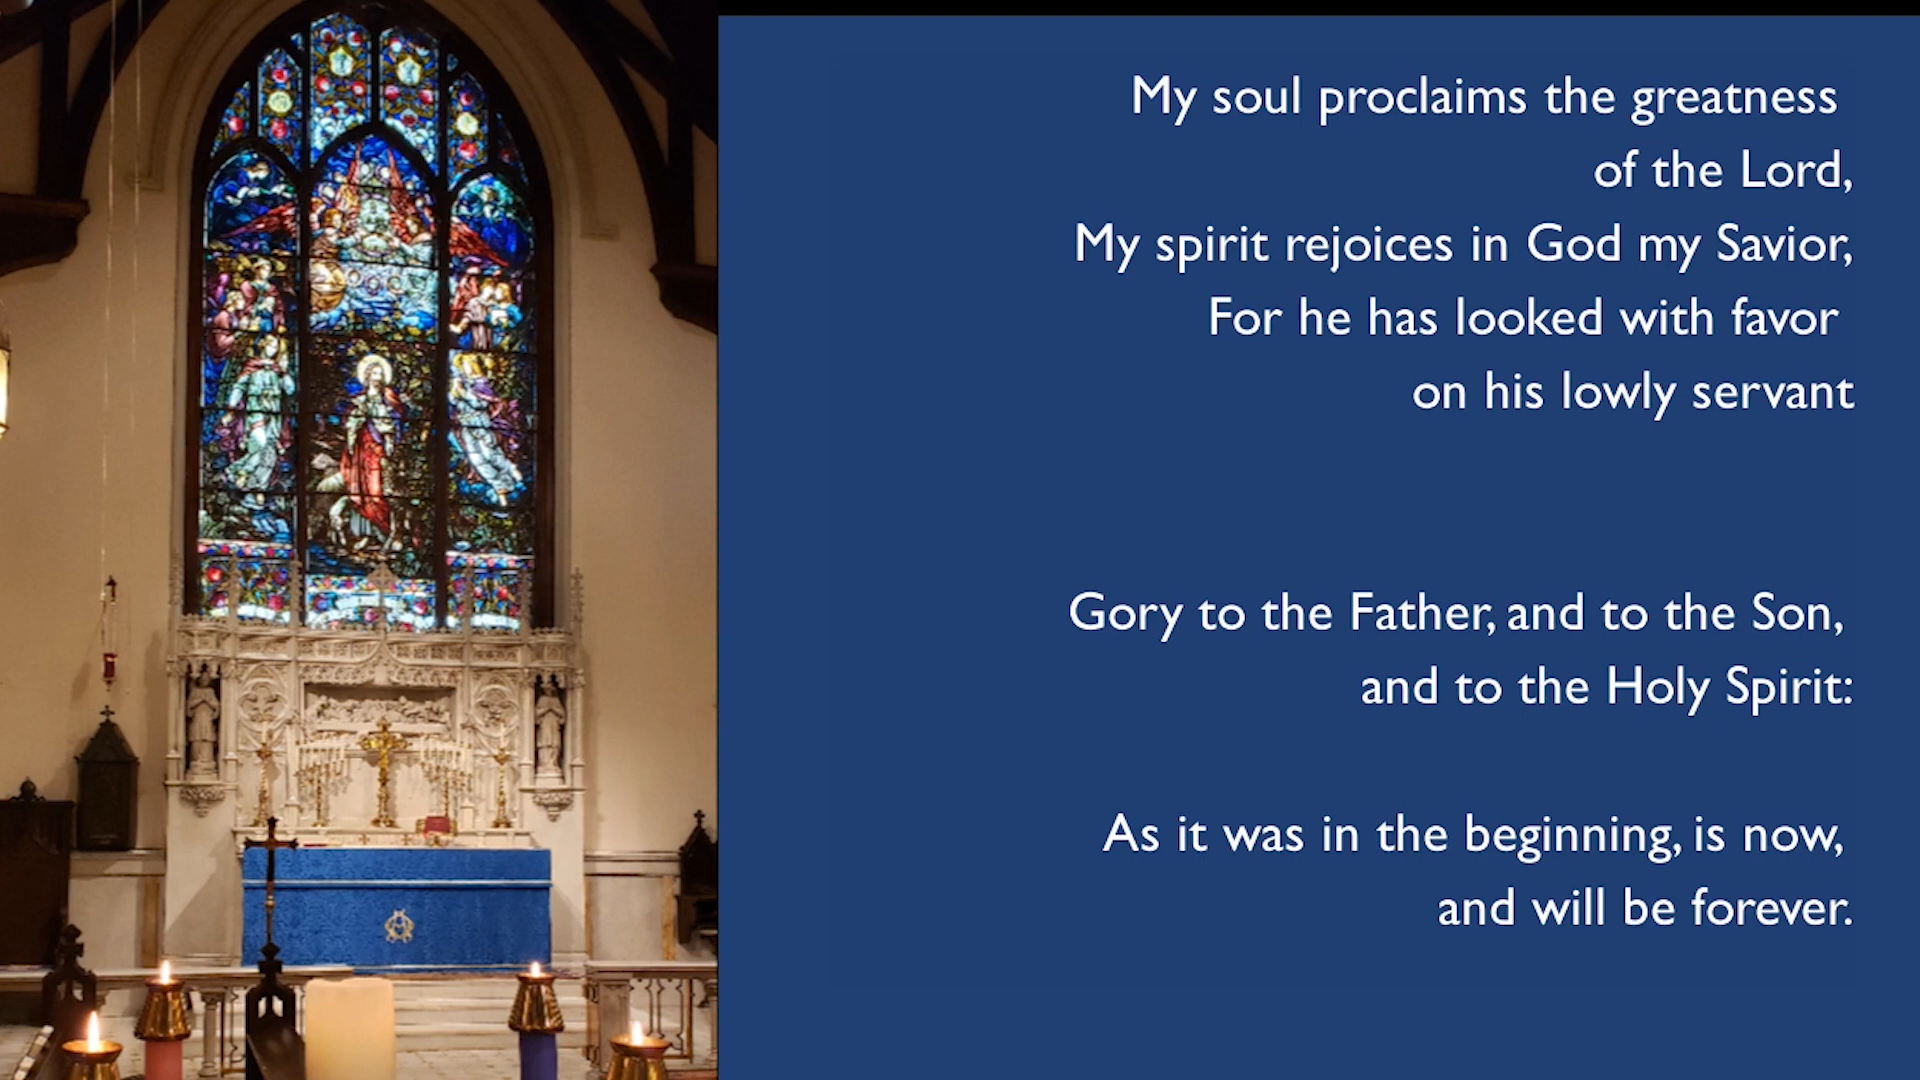 My soul proclaims the greatness
of the Lord,
My spirit rejoices in God my Savior,
For he has looked with favor
on his lowly servant
Gory to the Father, and to the Son,
and to the Holy Spirit:
As it was in the beginning, is now,
and will be forever.